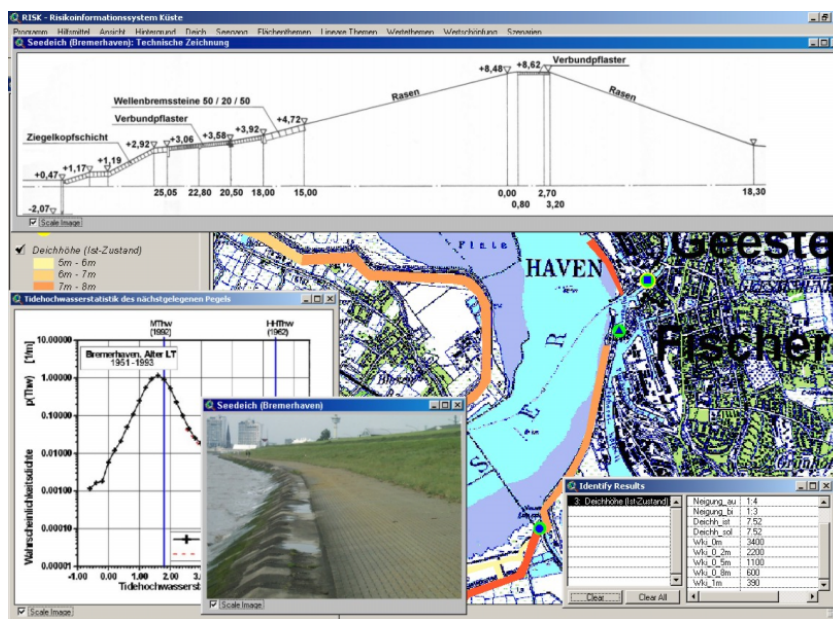 RISK - Risikoinformationssystem Küste
Programm Hilfsmittel Ansicht Hintergrund Deich Seegang Flächenthemen Lineare Themen Wertethemen Wertschöpfung Szenarien
Seedeich (Bremerhaven): Technische Zeichnung
+8,48 +8,62 Verbundpflaster
Rasen Rasen
Wellenbremssteine 50 / 20 / 50
+4,72
Verbundpflaster
+3,92
+3,58
Ziegelkopfschicht
+2,92 +3,06
+0,47 +1,17 +1,19
25,05 22,80 20,50 18,00 15,00 0,00 2,70 18,30
0,80 3,20
-2,07
Scale Image
Deichhöhe (Ist-Zustand)
5m - 6m
6m - 7m
7m - 8m
HAVEN
Geeste
Fischer
Tidehochwasserstatistik des nächstgelegenen Pegels
MThw HHThw
(1992) (1962)
Bremerhaven, Alter LT
1951 -1993
p(Thw) [1/m]
Wahrscheinlichkeitsdichte
10.00000
1.00000
0.10000
0.01000
0.00100
0.00010
0.00001
-1.00 0.00 1.00 2.00
Tidehochwasserst
Scale Image
Seedeich (Bremerhaven)
Scale Image
Identify Results
3: Deichhöhe (Ist-Zustand)
Neigung_au 1:4
Neigung_bi 1:3
Deichh_ist 7.52
Deichh_sol 7.52
Wki_0m 3400
Wki_0_2m 2200
Wki_0_5m 1100
Wki_0_8m 600
Wki_1m 390
Clear Clear All